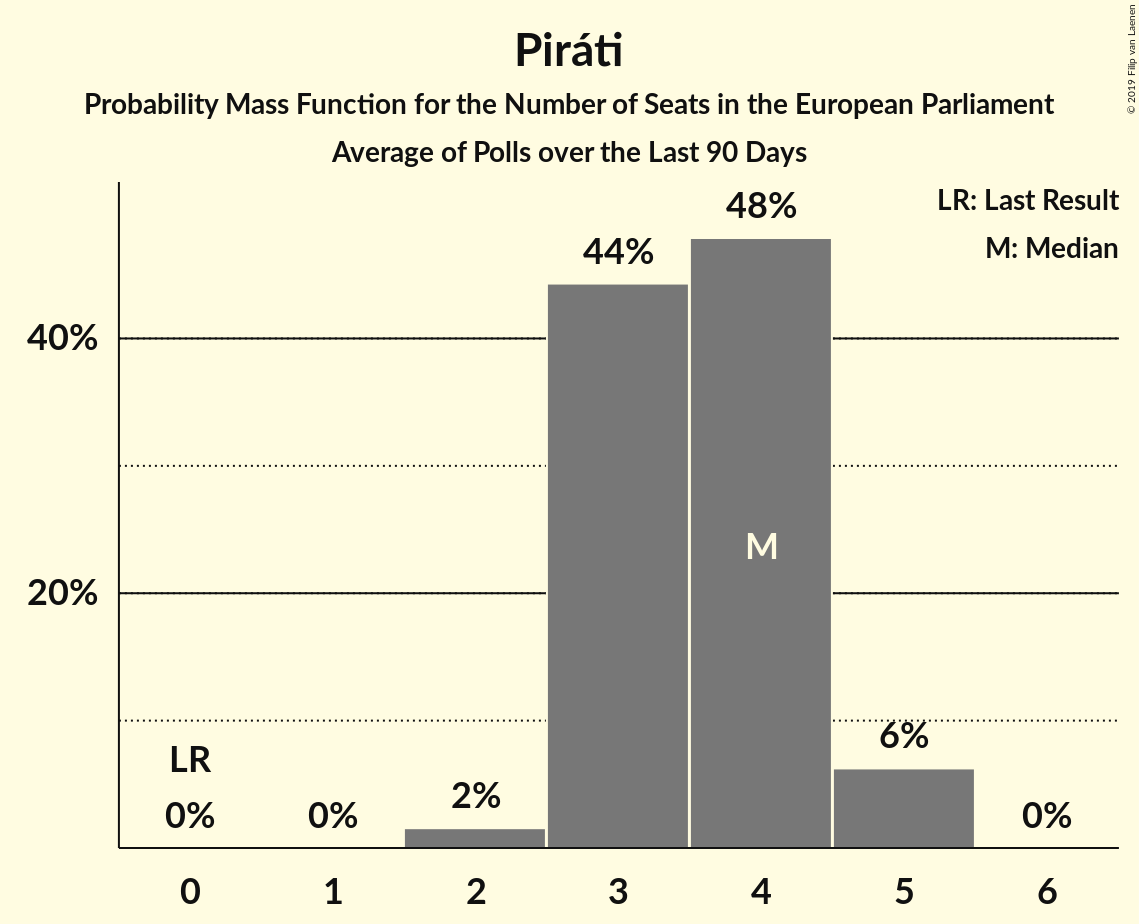 Piráti
Probability Mass Function for the Number of Seats in the European Parliament
Average of Polls over the Last 90 Days
© 2019 Filip van Laenen
LR: Last Result
M: Median
48%
44%
40%
M
20%
6%
LR
2%
0%
0%
0%
0
1
2
3
4
5
6